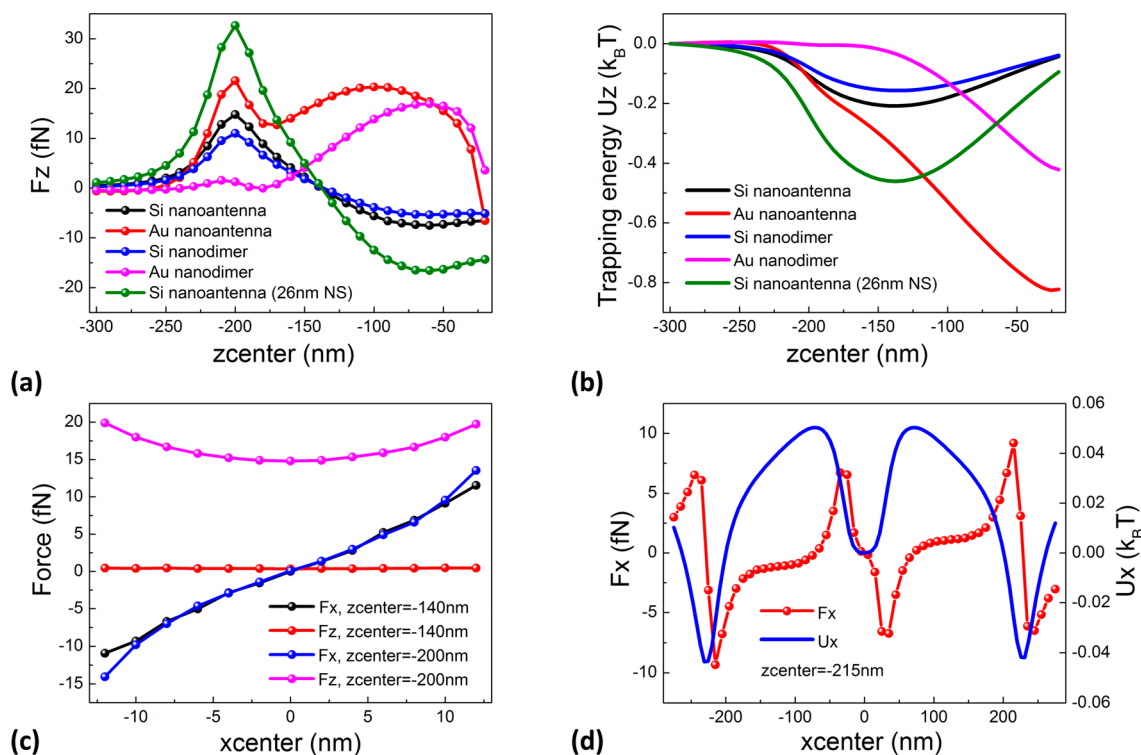 30
20
10
0
-10
20
Fz (fN)
Si nanoantenna
Au nanoantenna
Si nanodimer
Au nanodimer
Si nanoantenna (26nm NS)
-300 -250 -200 -150 -100 -50
zcenter (nm)
(a)
0.0
-0.2
-0.4
-0.6
-0.8
Trapping energy Uz (kBT)
Si nanoantenna
Au nanoantenna
Si nanodimer
Au nanodimer
Si nanoantenna (26nm NS)
-300 -250 -200 -150 -100 -50
zcenter (nm)
(b)
20
15
10
5
0
-5
-10
-15
Force (fN)
Fx, zcenter=-140nm
Fz, zcenter=-140nm
Fx, zcenter=-200nm
Fz, zcenter=-200nm
-10 -5 0 5 10
xcenter (nm)
(c)
10
5
0
-5
-10
Fx (fN)
Fx
Ux
zcenter=-215nm
0.06
0.04
0.02
0.00
-0.02
-0.04
-0.06
Ux (kBT)
-200 -100 0 100 200
xcenter (nm)
(d)